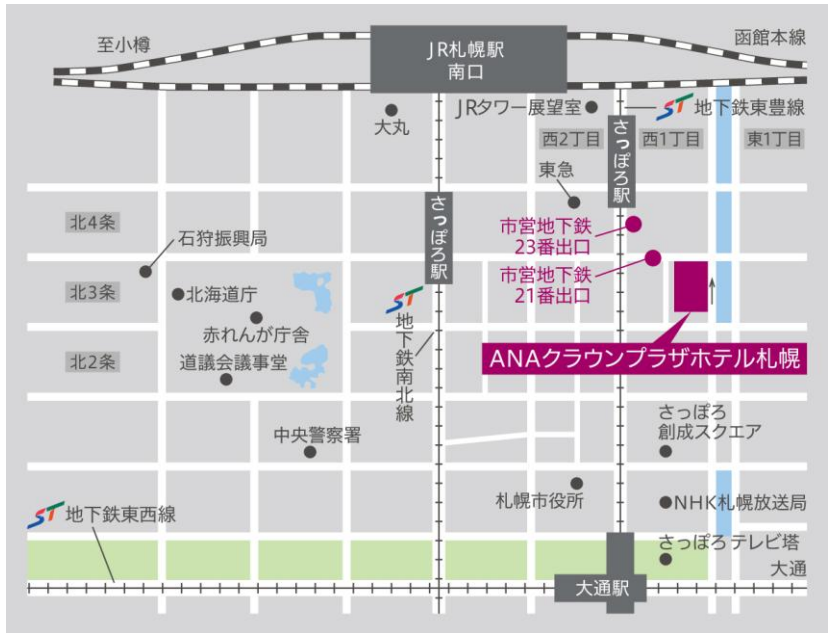 至小樽
JR札幌駅
南口
函館本線
大丸
JRタワー展望室
ST 地下鉄東豊線
西2丁目
さっぽろ駅
西1丁目
東1丁目
東急
さっぽろ駅
北4条
石狩振興局
市営地下鉄
23番出口
市営地下鉄
21番出口
北3条
北海道庁
赤れんが庁舎
ST 地下鉄南北線
北2条
道議会議事堂
ANAクラウンプラザホテル札幌
さっぽろ
創成スクエア
中央警察署
札幌市役所
NHK札幌放送局
ST 地下鉄東西線
さっぽろ テレビ塔
大通
大通駅